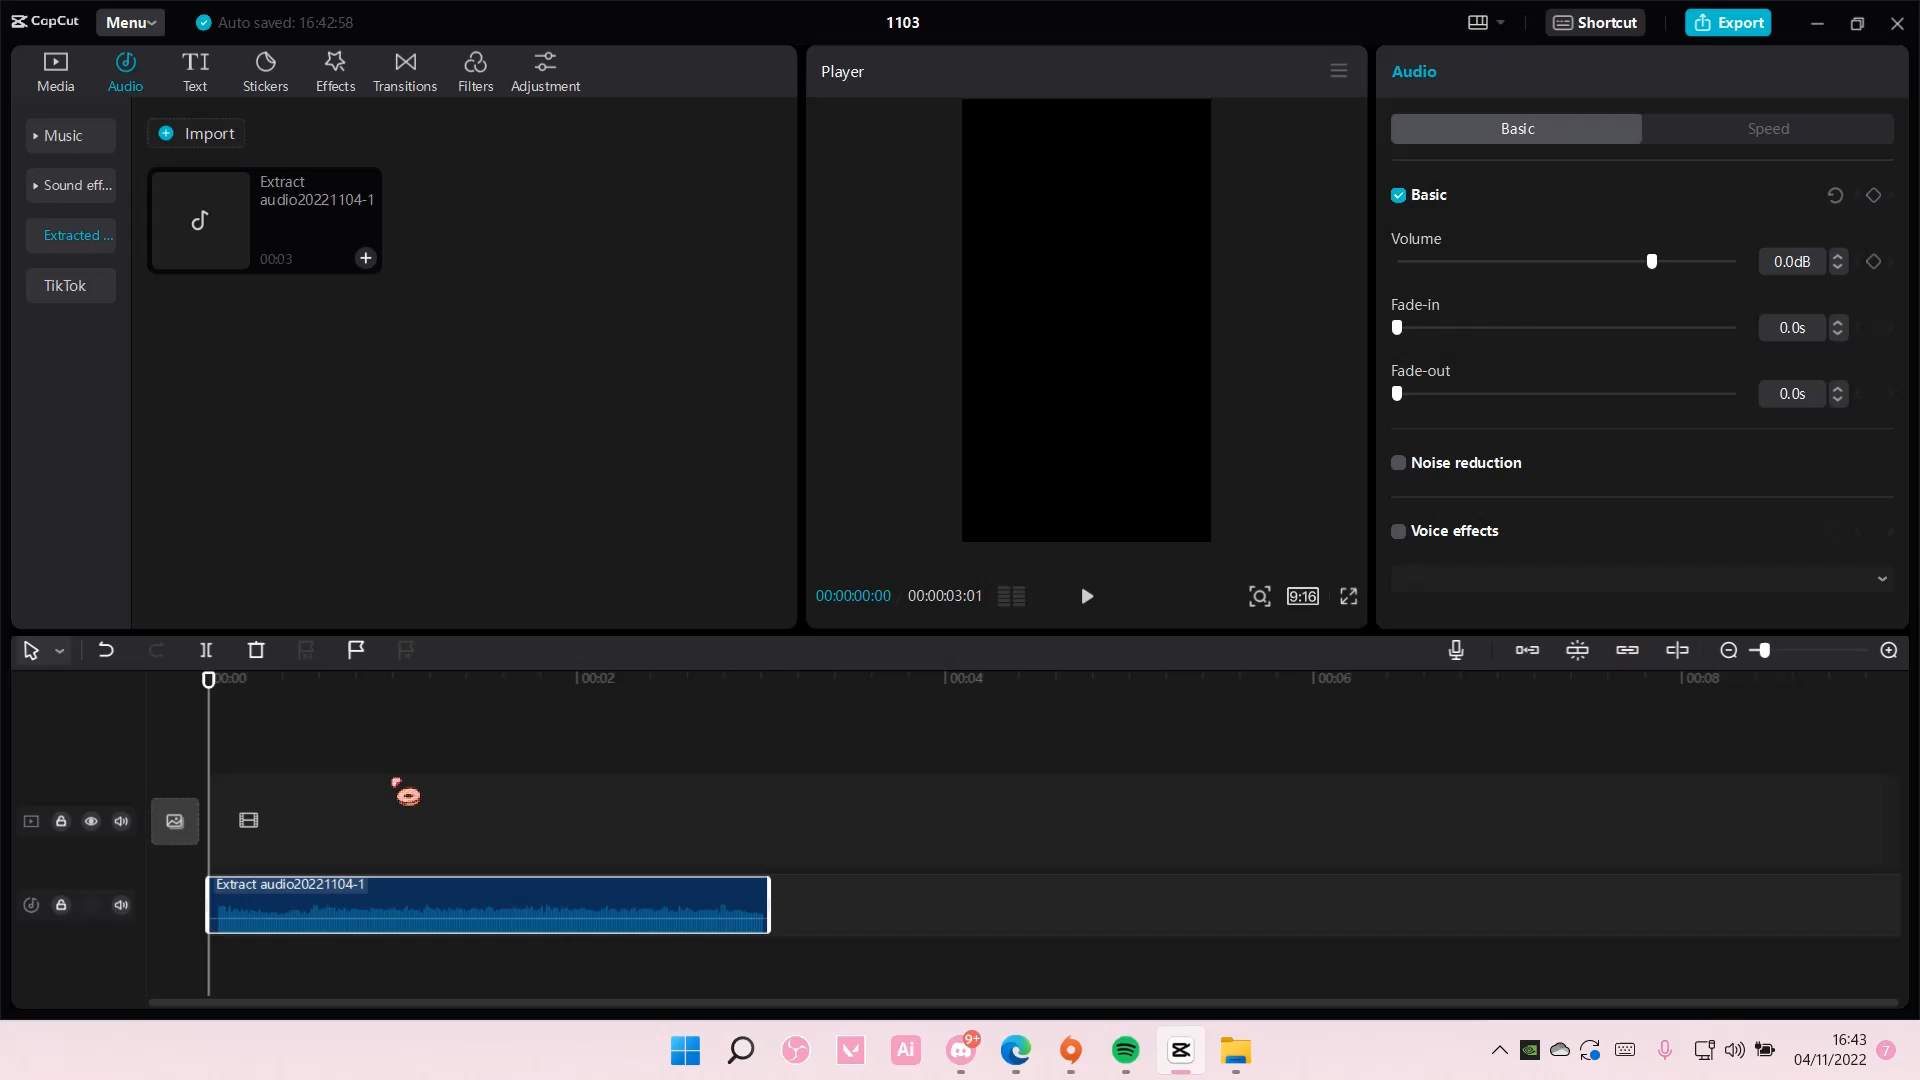 CapCut
Menu
Auto saved: 16:42:58
1103
Shortcut
Export
Media
Audio
Text
Stickers
Effects
Transitions
Filters
Adjustment
Music
Sound eff...
Extracted ...
TikTok
Import
Extract
audio20221104-1
00:03
Player
00:00:00:00
00:00:03:01
9:16
Audio
Basic
Speed
Basic
Volume
0.0dB
Fade-in
0.0s
Fade-out
0.0s
Noise reduction
Voice effects
00:00
00:02
00:04
00:06
00:08
Extract audio20221104-1
Ai
9+
16:43
04/11/2022
7